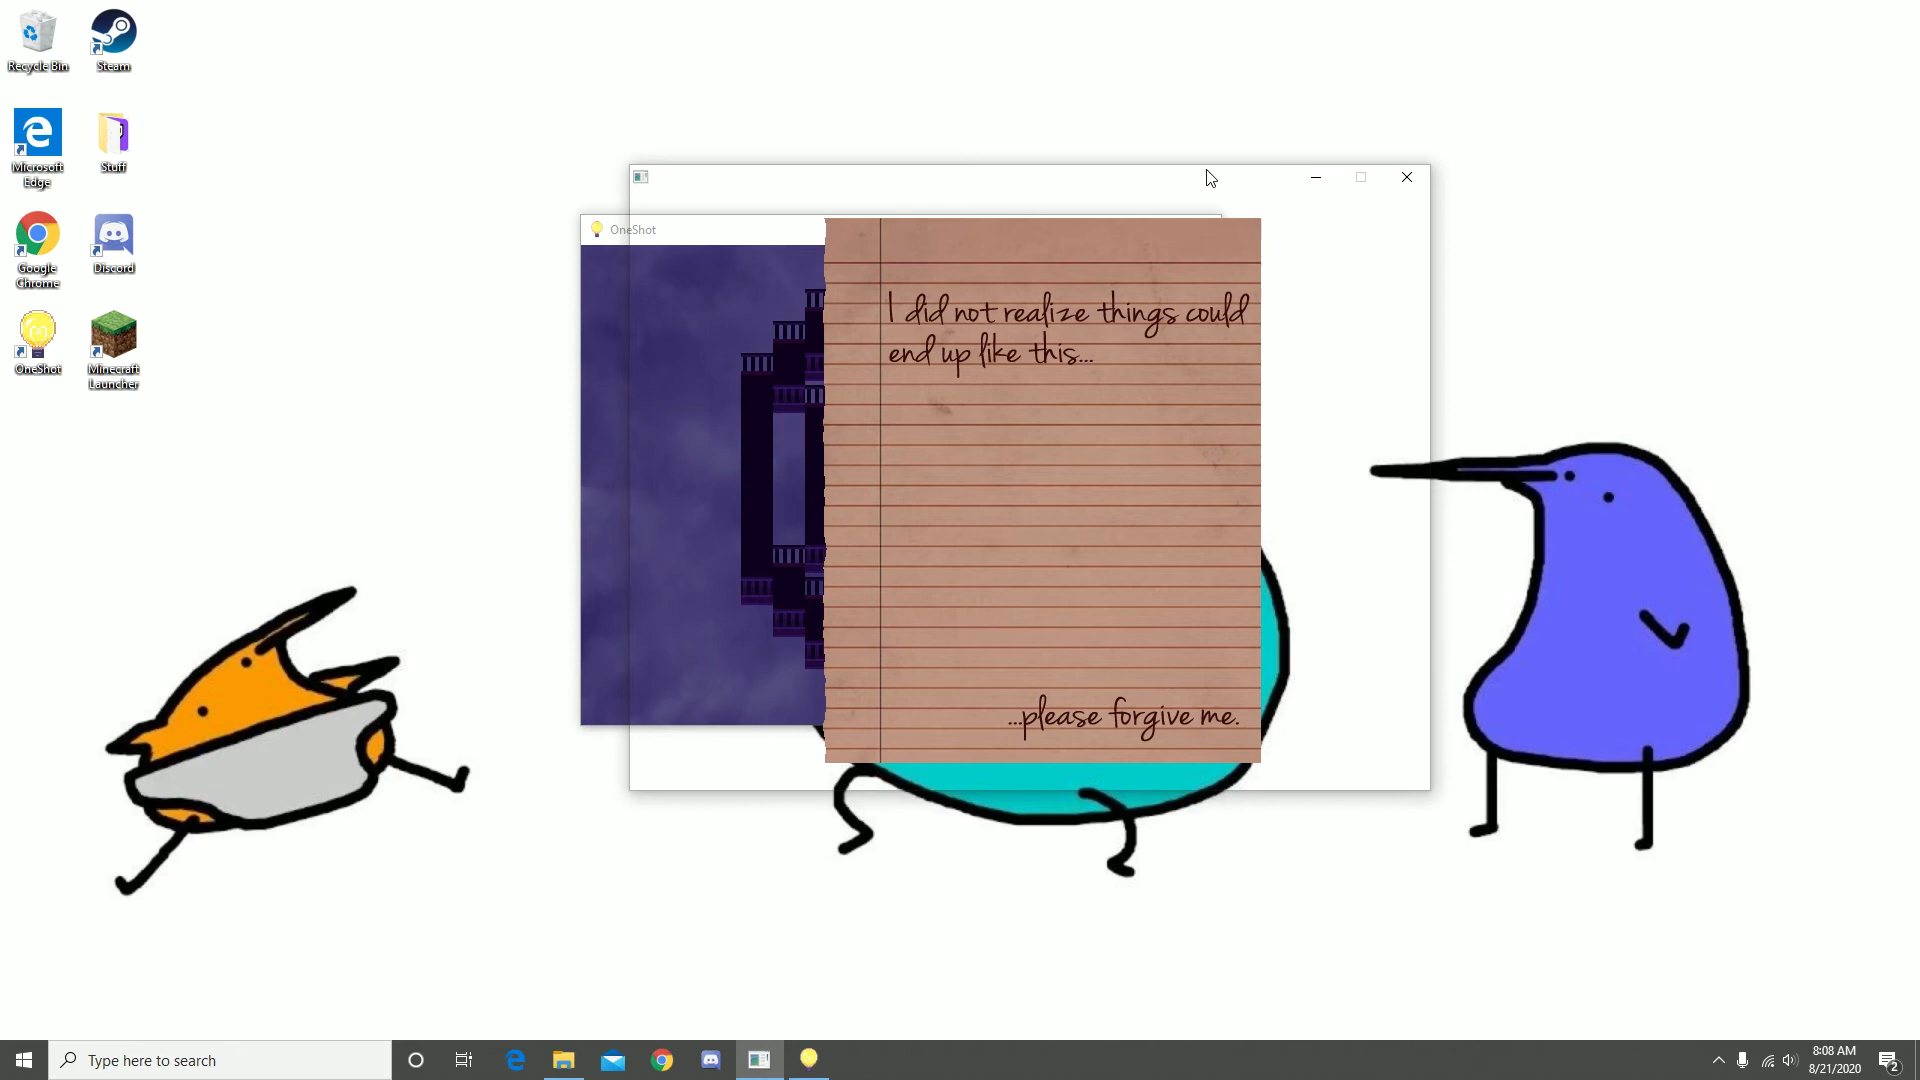 Recycle Bin
Steam
Microsoft
Edge
Stuff
Google
Chrome
Discord
OneShot
Minecraft
Launcher
OneShot
I did not realize things could
end up like this...
...please forgive me.
Type here to search
8:08 AM
8/21/2020
2